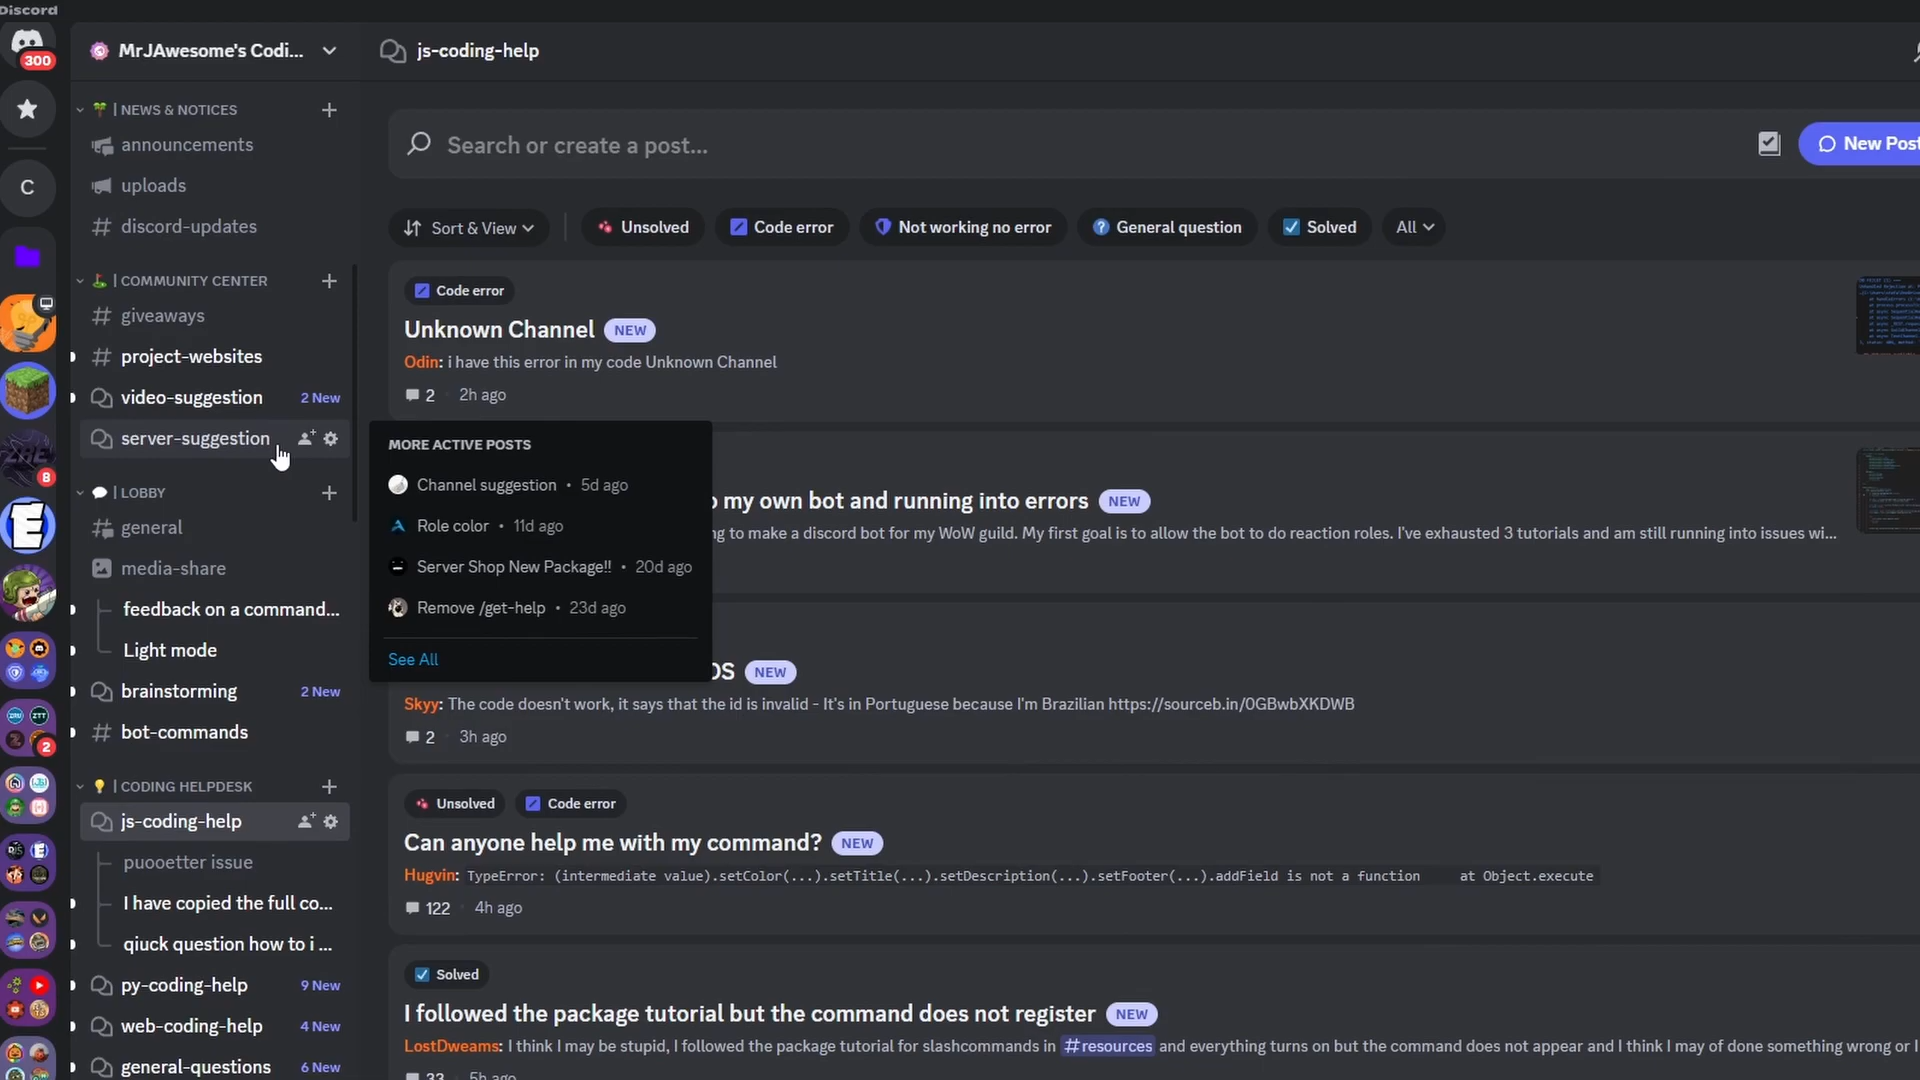 Discord
300
MrJAwesome's Codi...
js-coding-help
| NEWS & NOTICES
announcements
uploads
discord-updates
C
Search or create a post...
New Post
Sort & View
Unsolved
Code error
Not working no error
General question
Solved
All
| COMMUNITY CENTER
giveaways
project-websites
video-suggestion 2 New
server-suggestion
8
| LOBBY
general
media-share
feedback on a command...
Light mode
brainstorming 2 New
bot-commands
2
| CODING HELPDESK
js-coding-help
puooetter issue
I have copied the full co...
qiuck question how to i ...
py-coding-help 9 New
web-coding-help 4 New
general-questions 6 New
Code error
Unknown Channel NEW
Odin: i have this error in my code Unknown Channel
2 2h ago
MORE ACTIVE POSTS
Channel suggestion • 5d ago
Role color • 11d ago
Server Shop New Package!! • 20d ago
Remove /get-help • 23d ago
See All
my own bot and running into errors NEW
ng to make a discord bot for my WoW guild. My first goal is to allow the bot to do reaction roles. I've exhausted 3 tutorials and am still running into issues wi...
NEW
Skyy: The code doesn't work, it says that the id is invalid - It's in Portuguese because I'm Brazilian https://sourceb.in/0GBwbXKDWB
2 3h ago
Unsolved Code error
Can anyone help me with my command? NEW
Hugvin: TypeError: (intermediate value).setColor(...).setTitle(...).setDescription(...).setFooter(...).addField is not a function at Object.execute
122 4h ago
Solved
I followed the package tutorial but the command does not register NEW
LostDweams: I think I may be stupid, I followed the package tutorial for slashcommands in #resources and everything turns on but the command does not appear and I think I may of done something wrong or I
33 5h ago